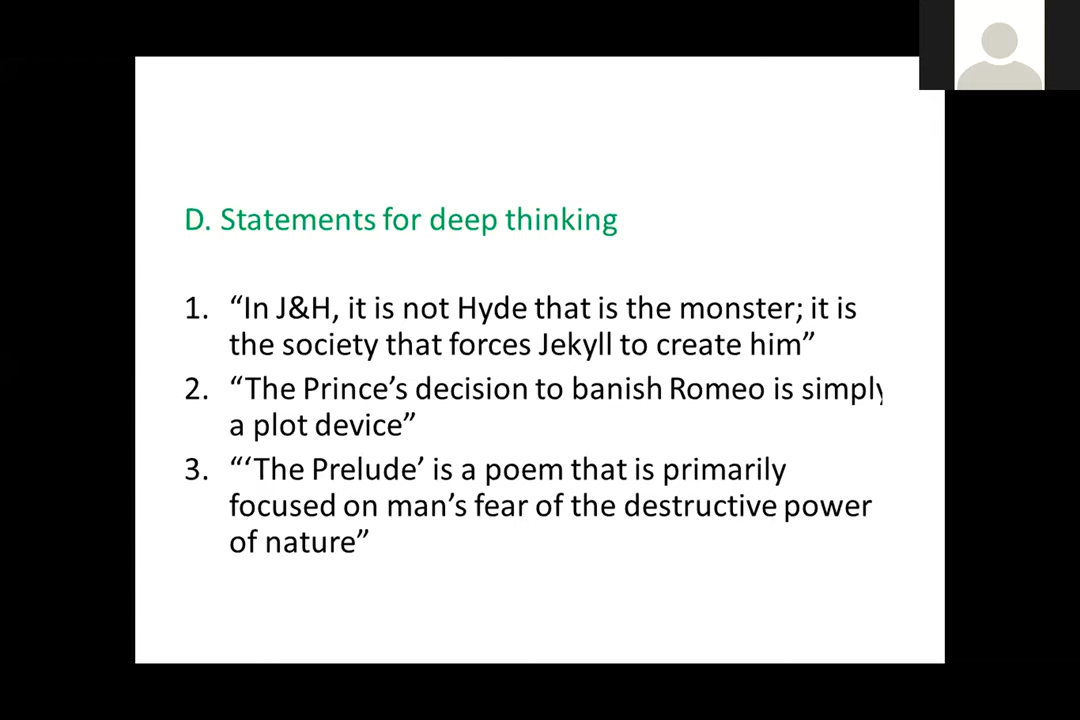 D. Statements for deep thinking
1. “In J&H, it is not Hyde that is the monster; it is
the society that forces Jekyll to create him”
2. “The Prince’s decision to banish Romeo is simply
a plot device”
3. “‘The Prelude’ is a poem that is primarily
focused on man’s fear of the destructive power
of nature”